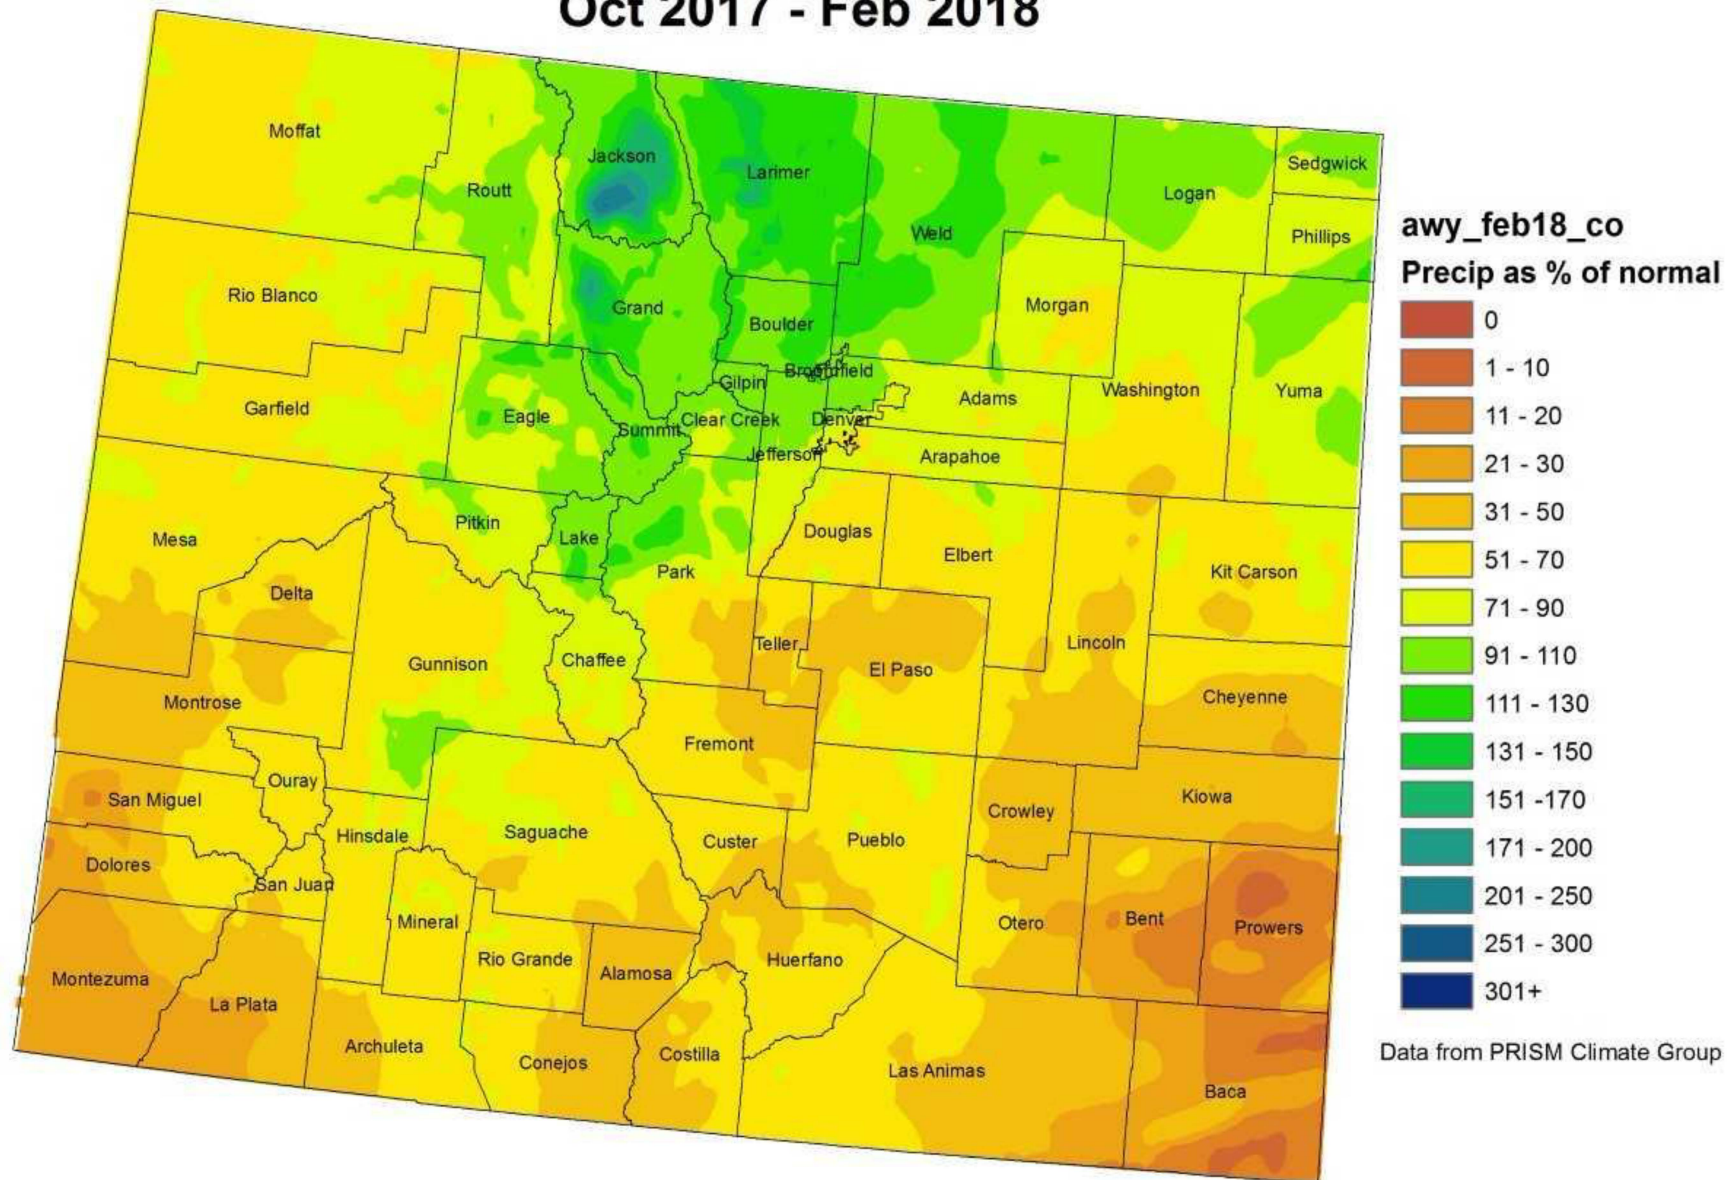 Oct 2017 - Feb 2018
Moffat
Jackson
Larimer
Sedgwick
Routt
Logan
Weld
Phillips
Rio Blanco
Grand
Morgan
Boulder
Broomfield
Gilpin
Washington
Yuma
Adams
Garfield
Eagle
Clear Creek
Denver
Summit
Jefferson
Arapahoe
Pitkin
Douglas
Mesa
Lake
Elbert
Park
Kit Carson
Delta
Teller
Lincoln
Gunnison
Chaffee
El Paso
Cheyenne
Montrose
Fremont
Ouray
San Miguel
Kiowa
Crowley
Hinsdale
Saguache
Custer
Pueblo
Dolores
San Juan
Mineral
Otero
Bent
Prowers
Rio Grande
Huerfano
Alamosa
Montezuma
La Plata
Archuleta
Conejos
Costilla
Las Animas
Baca
awy_feb18_co
Precip as % of normal
0
1 - 10
11 - 20
21 - 30
31 - 50
51 - 70
71 - 90
91 - 110
111 - 130
131 - 150
151 -170
171 - 200
201 - 250
251 - 300
301+
Data from PRISM Climate Group